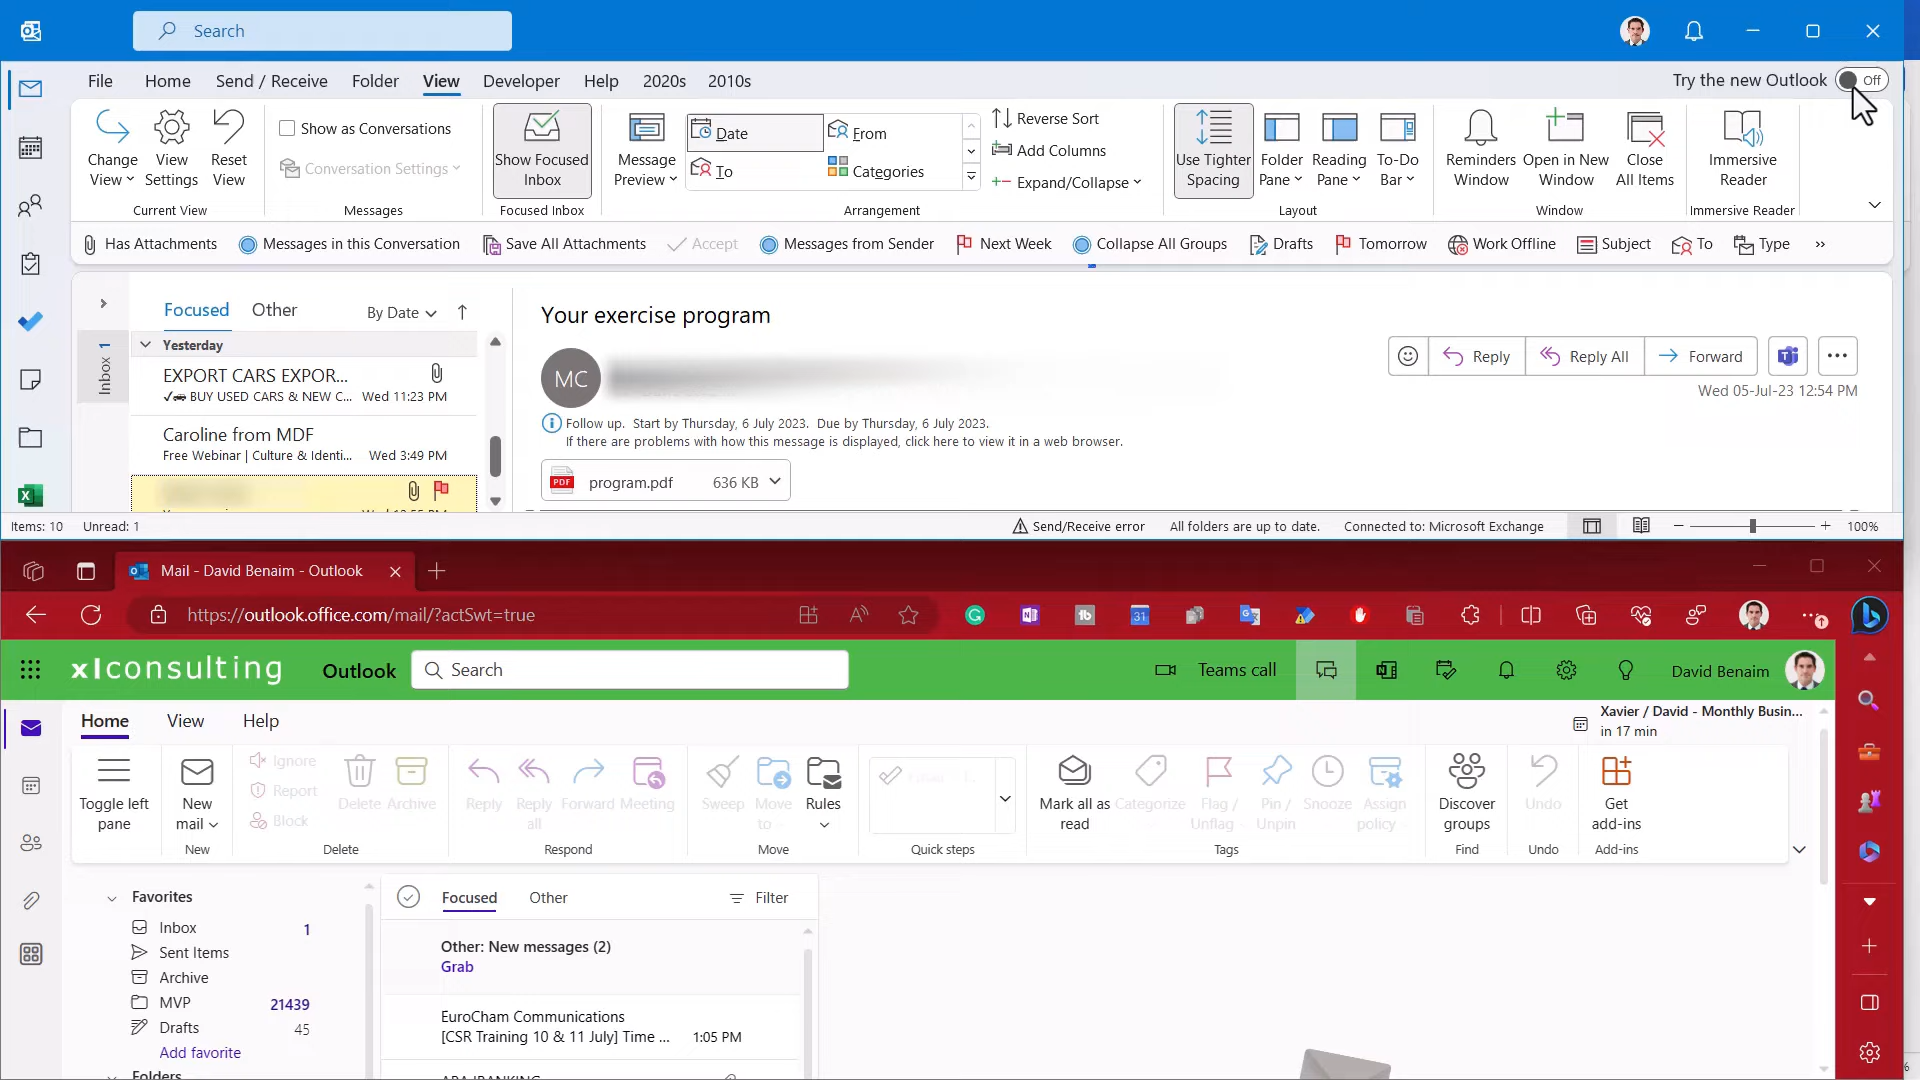 Search
File Home Send / Receive Folder View Developer Help 2020s 2010s
Try the new Outlook Off
Change View
View Settings
Reset View
Current View
Show as Conversations
Conversation Settings
Messages
Show Focused Inbox
Focused Inbox
Message Preview
Date
From
To
Categories
Arrangement
Reverse Sort
Add Columns
Expand/Collapse
Use Tighter Spacing
Folder Pane
Reading Pane
To-Do Bar
Layout
Reminders Window
Open in New Window
Close All Items
Window
Immersive Reader
Immersive Reader
Has Attachments Messages in this Conversation Save All Attachments Accept Messages from Sender Next Week Collapse All Groups Drafts Tomorrow Work Offline Subject To Type »
Inbox 1
Focused Other By Date
Yesterday
EXPORT CARS EXPOR...
BUY USED CARS & NEW C... Wed 11:23 PM
Caroline from MDF
Free Webinar | Culture & Identi... Wed 3:49 PM
Your exercise program
MC
Reply Reply All Forward
Wed 05-Jul-23 12:54 PM
Follow up. Start by Thursday, 6 July 2023. Due by Thursday, 6 July 2023.
If there are problems with how this message is displayed, click here to view it in a web browser.
PDF program.pdf 636 KB
Items: 10 Unread: 1
Send/Receive error All folders are up to date. Connected to: Microsoft Exchange 100%
Mail - David Benaim - Outlook
https://outlook.office.com/mail/?actSwt=true
xlconsulting Outlook Search Teams call David Benaim
Home View Help
Xavier / David - Monthly Busin...
in 17 min
Toggle left pane
New mail
New
Ignore
Report
Block
Delete Archive
Delete
Reply
Reply all
Forward
Meeting
Respond
Sweep
Move to
Rules
Move
Quick steps
Mark all as read
Categorize
Flag / Unflag
Pin / Unpin
Snooze
Assign policy
Tags
Discover groups
Find
Undo
Undo
Get add-ins
Add-ins
Favorites
Inbox 1
Sent Items
Archive
MVP 21439
Drafts 45
Add favorite
Folders
Focused Other Filter
Other: New messages (2)
Grab
EuroCham Communications
[CSR Training 10 & 11 July] Time ... 1:05 PM